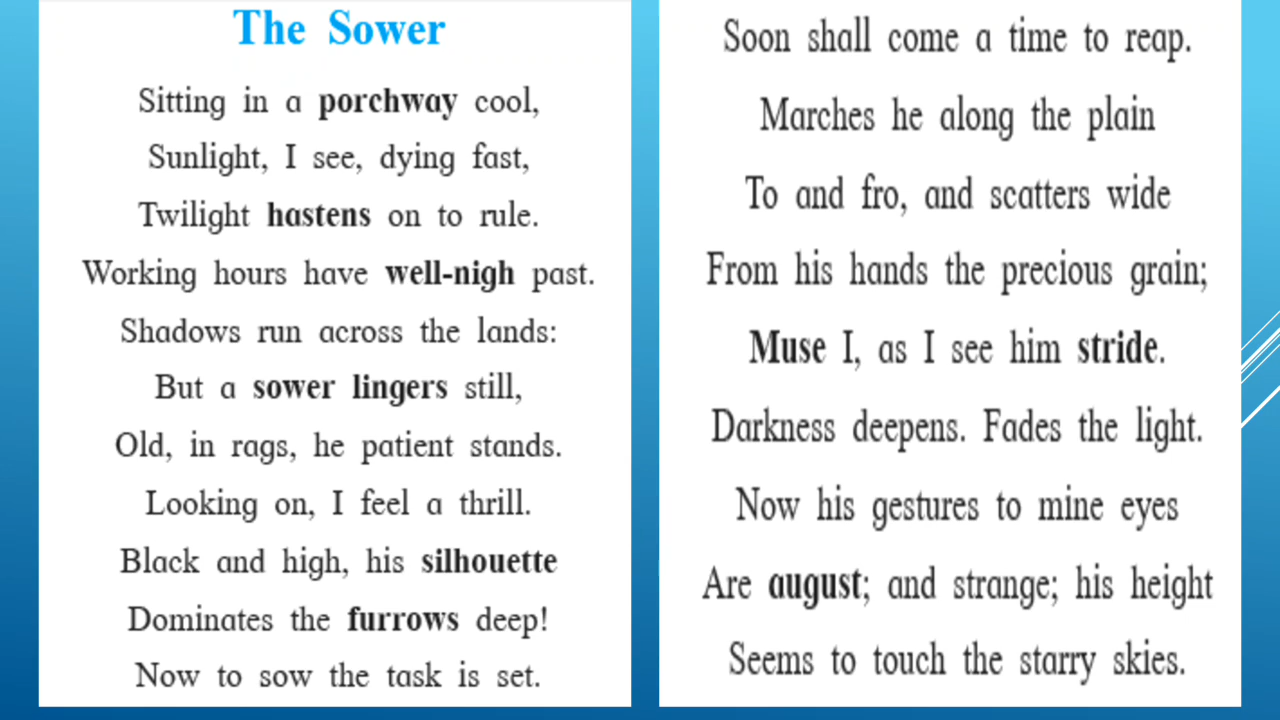 The Sower
Sitting in a porchway cool,
Sunlight, I see, dying fast,
Twilight hastens on to rule.
Working hours have well-nigh past.
Shadows run across the lands:
But a sower lingers still,
Old, in rags, he patient stands.
Looking on, I feel a thrill.
Black and high, his silhouette
Dominates the furrows deep!
Now to sow the task is set.
Soon shall come a time to reap.
Marches he along the plain
To and fro, and scatters wide
From his hands the precious grain;
Muse I, as I see him stride.
Darkness deepens. Fades the light.
Now his gestures to mine eyes
Are august; and strange; his height
Seems to touch the starry skies.